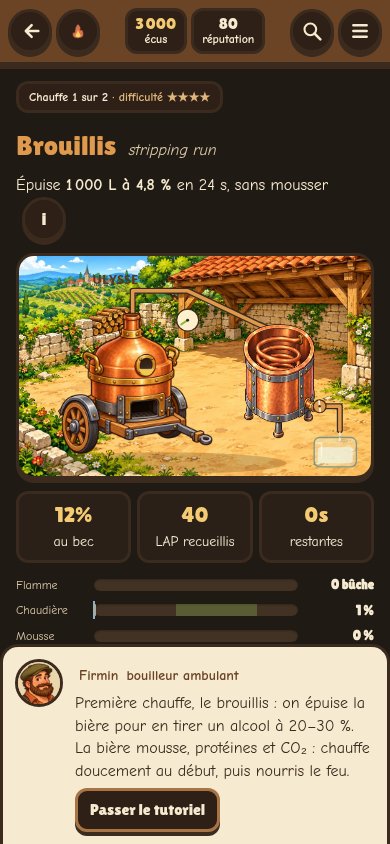 3 000
écus
80
réputation
Chauffe 1 sur 2 · difficulté ★★★★
Brouillis stripping run
Épuise 1 000 L à 4,8 % en 24 s, sans mousser
i
ULYSSE
12%
au bec
40
LAP recueillis
0s
restantes
Flamme 0 bûche
Chaudière 1 %
Mousse 0 %
Firmin bouilleur ambulant
Première chauffe, le brouillis : on épuise la
bière pour en tirer un alcool à 20–30 %.
La bière mousse, protéines et CO₂ : chauffe
doucement au début, puis nourris le feu.
Passer le tutoriel